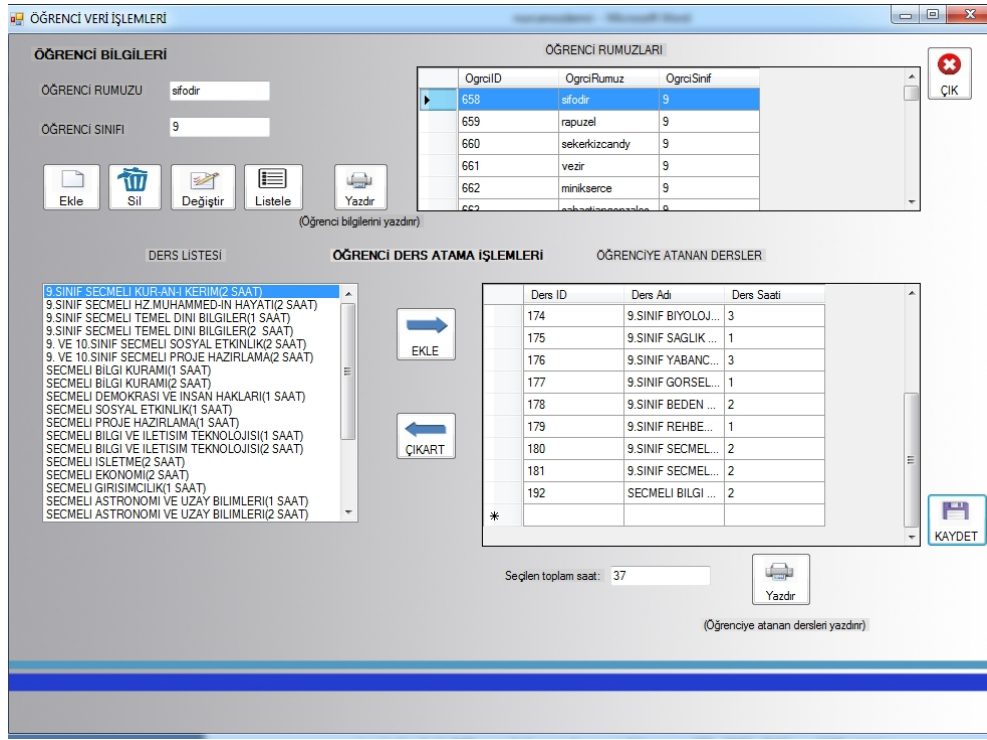 ÖĞRENCİ VERİ İŞLEMLERİ
ÖĞRENCİ BİLGİLERİ
ÖĞRENCİ RUMUZU sifodir
ÖĞRENCİ SINIFI 9
Ekle Sil Değiştir Listele Yazdır
(Öğrenci bilgilerini yazdırır)
ÖĞRENCİ RUMUZLARI
OgrciID OgrciRumuz OgrciSinif
658 sifodir 9
659 rapuzel 9
660 sekerkizcandy 9
661 vezir 9
662 minikserce 9
ÇIK
DERS LİSTESİ
ÖĞRENCİ DERS ATAMA İŞLEMLERİ
ÖĞRENCİYE ATANAN DERSLER
9.SINIF SECMELI KUR-AN-I KERIM(2 SAAT)
9.SINIF SECMELI HZ.MUHAMMED-IN HAYATI(2 SAAT)
9.SINIF SECMELI TEMEL DINI BILGILER(1 SAAT)
9.SINIF SECMELI TEMEL DINI BILGILER(2  SAAT)
9. VE 10.SINIF SECMELI SOSYAL ETKINLIK(2 SAAT)
9. VE 10.SINIF SECMELI PROJE HAZIRLAMA(2 SAAT)
SECMELI BİLGI KURAMI(1 SAAT)
SECMELI BİLGI KURAMI(2 SAAT)
SECMELI DEMOKRASI VE INSAN HAKLARI(1 SAAT)
SECMELI SOSYAL ETKINLIK(1 SAAT)
SECMELI PROJE HAZIRLAMA(1 SAAT)
SECMELI BILGI VE ILETISIM TEKNOLOJISI(1 SAAT)
SECMELI BILGI VE ILETISIM TEKNOLOJISI(2 SAAT)
SECMELI ISLETME(2 SAAT)
SECMELI EKONOMI(2 SAAT)
SECMELI GIRISIMCILIK(1 SAAT)
SECMELI ASTRONOMI VE UZAY BILIMLERI(1 SAAT)
SECMELI ASTRONOMI VE UZAY BILIMLERI(2 SAAT)
EKLE
ÇIKART
Ders ID Ders Adı Ders Saati
174 9.SINIF BIYOLOJ... 3
175 9.SINIF SAGLIK ... 1
176 9.SINIF YABANC... 3
177 9.SINIF GORSEL... 1
178 9.SINIF BEDEN ... 2
179 9.SINIF REHBE... 1
180 9.SINIF SECMEL... 2
181 9.SINIF SECMEL... 2
192 SECMELI BILGI ... 2
KAYDET
Seçilen toplam saat: 37
Yazdır
(Öğrenciye atanan dersleri yazdırır)